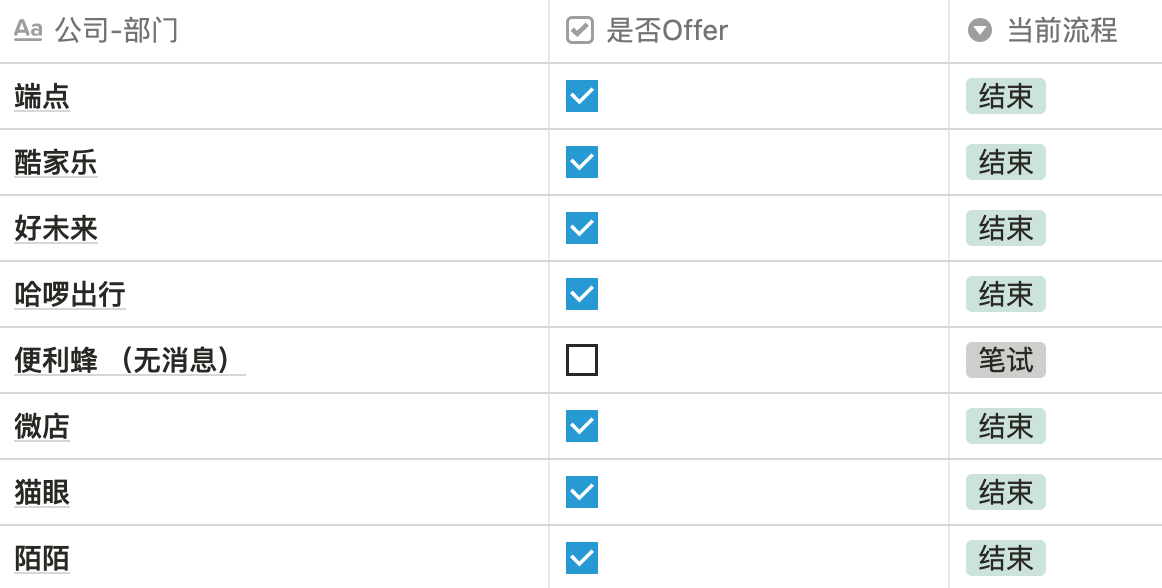 Aa 公司-部门 是否Offer 当前流程
端点 结束
酷家乐 结束
好未来 结束
哈啰出行 结束
便利蜂 （无消息） 笔试
微店 结束
猫眼 结束
陌陌 结束